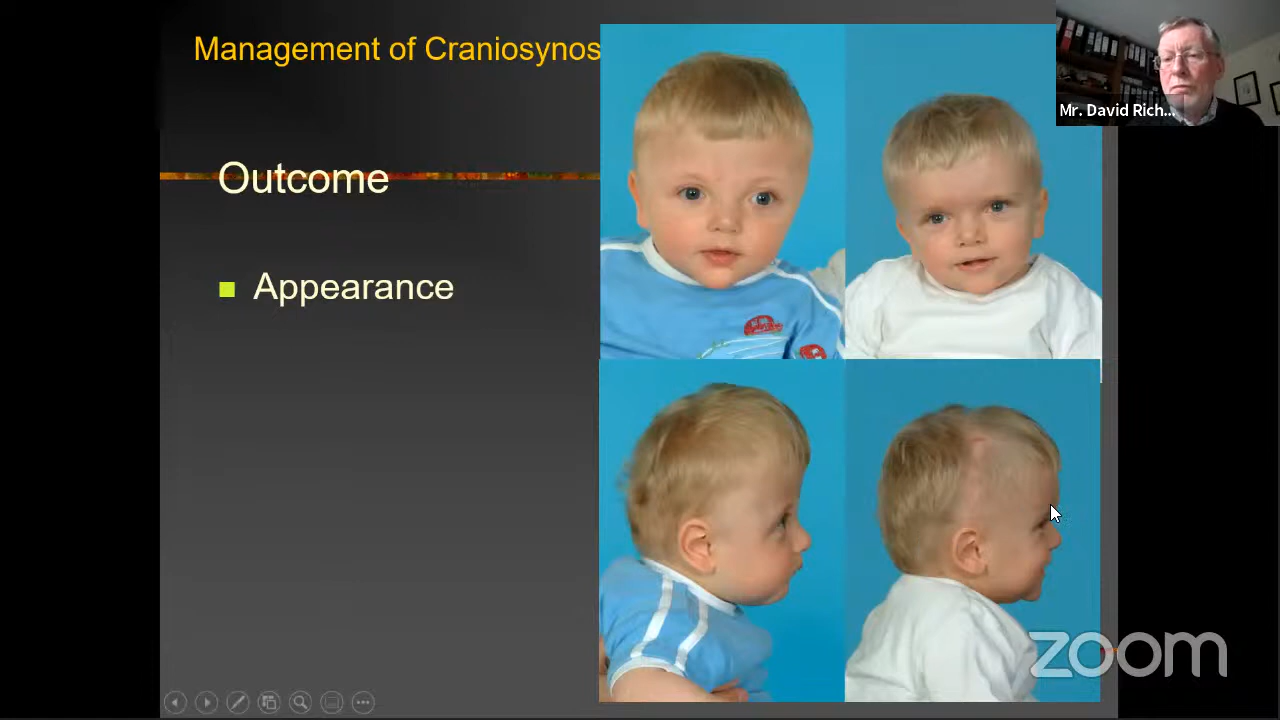 Management of Craniosynos
Mr. David Rich...
Outcome
Appearance
zoom